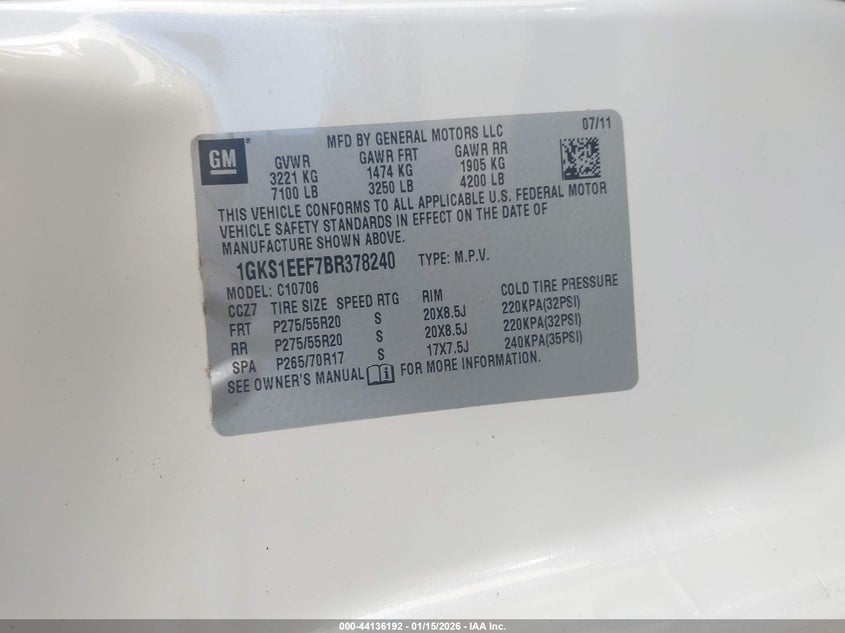 07/11
GM®
MFD BY GENERAL MOTORS LLC
GVWR GAWR FRT GAWR RR
3221 KG 1474 KG 1905 KG
7100 LB 3250 LB 4200 LB
THIS VEHICLE CONFORMS TO ALL APPLICABLE U.S. FEDERAL MOTOR
VEHICLE SAFETY STANDARDS IN EFFECT ON THE DATE OF
MANUFACTURE SHOWN ABOVE.
1GKS1EEF7BR378240 TYPE: M.P.V.
MODEL: C10706
CCZ7 TIRE SIZE SPEED RTG RIM COLD TIRE PRESSURE
FRT P275/55R20 S 20X8.5J 220KPA(32PSI)
RR P275/55R20 S 20X8.5J 220KPA(32PSI)
SPA P265/70R17 S 17X7.5J 240KPA(35PSI)
SEE OWNER'S MANUAL FOR MORE INFORMATION.
000-44136192 - 01/15/2026 - IAA Inc.